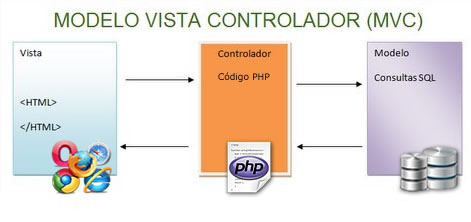 MODELO VISTA CONTROLADOR (MVC)
Vista
<HTML>
</HTML>
Controlador
Código PHP
php
Modelo
Consultas SQL